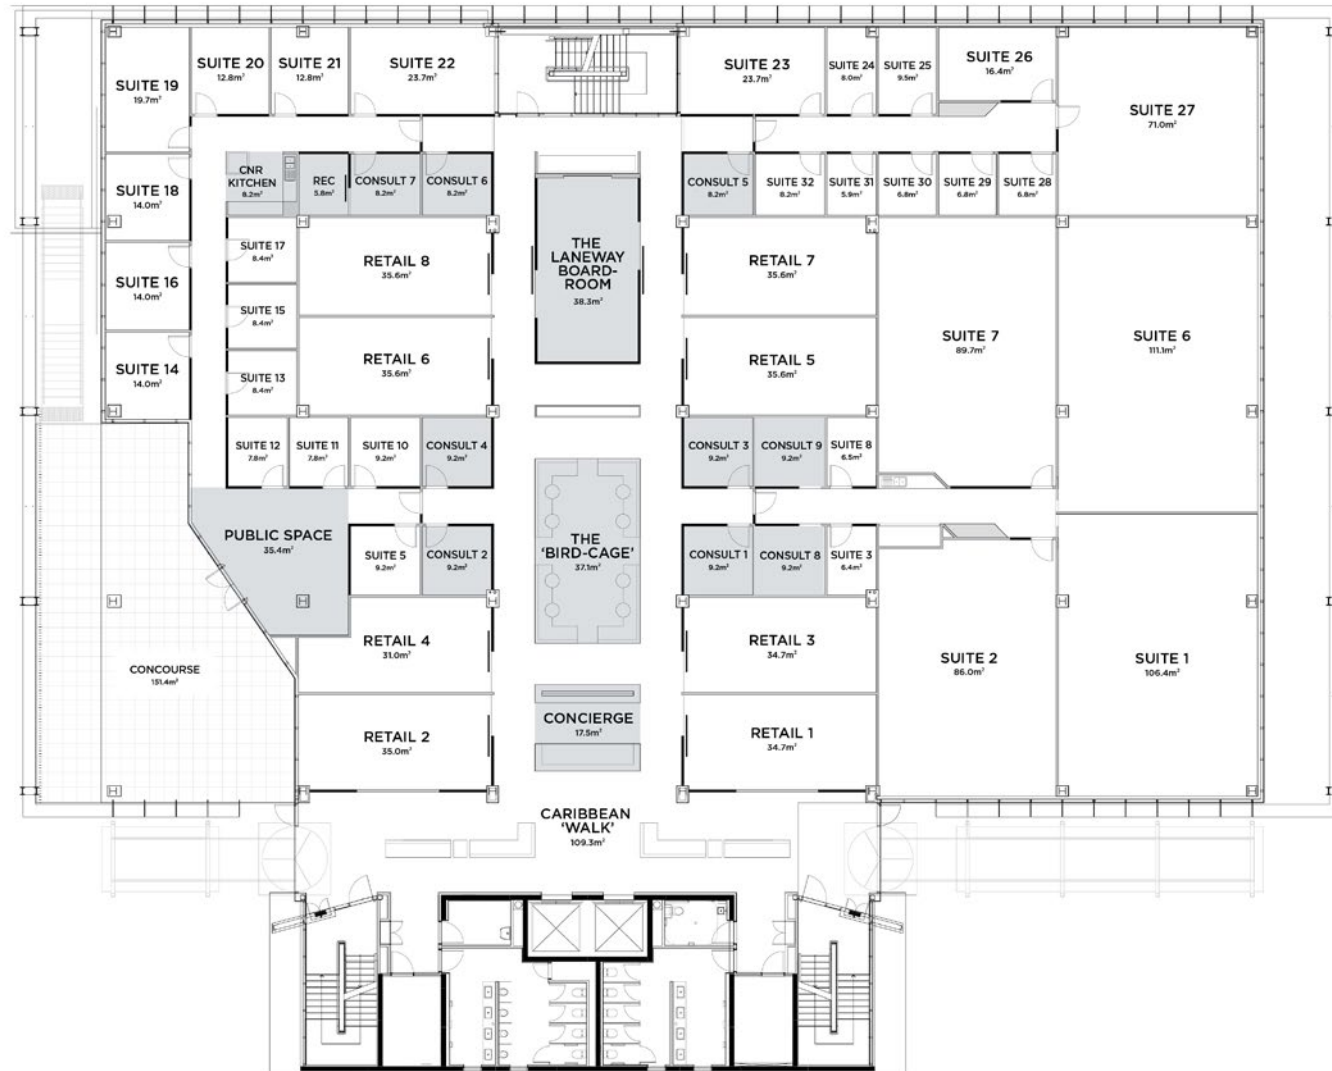 SUITE 19
19.7m²
SUITE 20
12.8m²
SUITE 21
12.8m²
SUITE 22
23.7m²
SUITE 23
23.7m²
SUITE 24
8.0m²
SUITE 25
9.5m²
SUITE 26
16.4m²
SUITE 27
71.0m²
SUITE 18
14.0m²
CNR
KITCHEN
8.2m²
REC
5.8m²
CONSULT 7
8.2m²
CONSULT 6
8.2m²
CONSULT 5
8.2m²
SUITE 32
8.2m²
SUITE 31
5.9m²
SUITE 30
6.8m²
SUITE 29
6.8m²
SUITE 28
6.8m²
SUITE 16
14.0m²
SUITE 17
8.4m²
RETAIL 8
35.6m²
THE
LANEWAY
BOARD-
ROOM
38.3m²
RETAIL 7
35.6m²
SUITE 7
89.7m²
SUITE 6
111.1m²
SUITE 15
8.4m²
SUITE 14
14.0m²
SUITE 13
8.4m²
RETAIL 6
35.6m²
RETAIL 5
35.6m²
SUITE 12
7.8m²
SUITE 11
7.8m²
SUITE 10
9.2m²
CONSULT 4
9.2m²
CONSULT 3
9.2m²
CONSULT 9
9.2m²
SUITE 8
6.5m²
PUBLIC SPACE
35.4m²
SUITE 5
9.2m²
CONSULT 2
9.2m²
THE
'BIRD-CAGE'
37.1m²
CONSULT 1
9.2m²
CONSULT 8
9.2m²
SUITE 3
6.4m²
CONCOURSE
151.4m²
RETAIL 4
31.0m²
RETAIL 3
34.7m²
SUITE 2
86.0m²
SUITE 1
106.4m²
RETAIL 2
35.0m²
CONCIERGE
17.5m²
RETAIL 1
34.7m²
CARIBBEAN
'WALK'
109.3m²